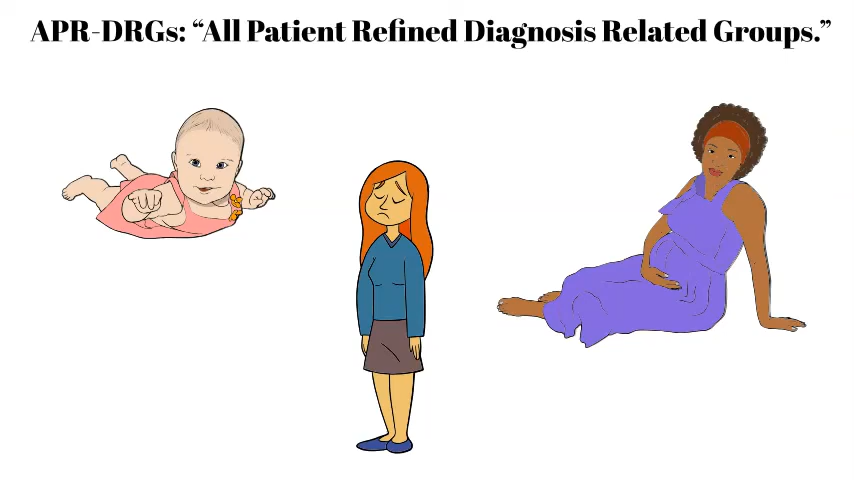 APR-DRGs: “All Patient Refined Diagnosis Related Groups.”